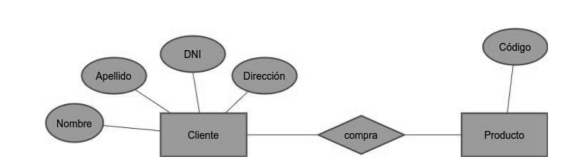 Código
DNI
Apellido
Dirección
Nombre
Cliente
compra
Producto